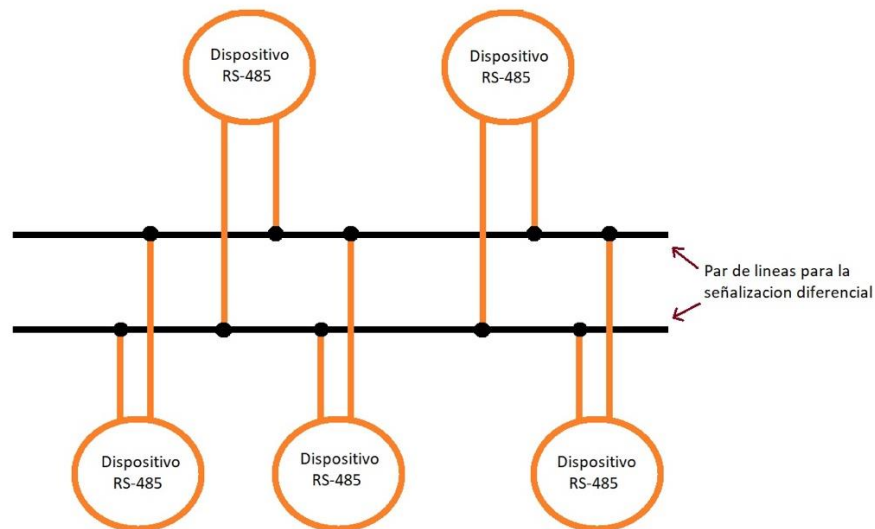 Dispositivo
RS-485
Dispositivo
RS-485
Par de lineas para la
señalizacion diferencial
Dispositivo
RS-485
Dispositivo
RS-485
Dispositivo
RS-485